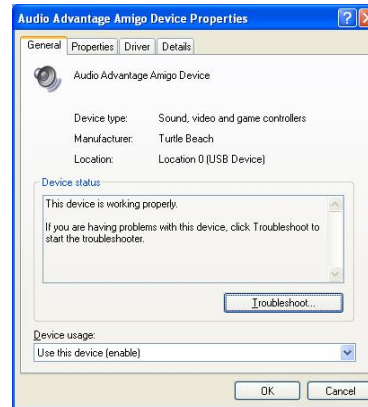 Audio Advantage Amigo Device Properties
General Properties Driver Details
Audio Advantage Amigo Device
Device type: Sound, video and game controllers
Manufacturer: Turtle Beach
Location: Location 0 (USB Device)
Device status
This device is working properly.
If you are having problems with this device, click Troubleshoot to
start the troubleshooter.
Troubleshoot...
Device usage:
Use this device (enable)
OK Cancel